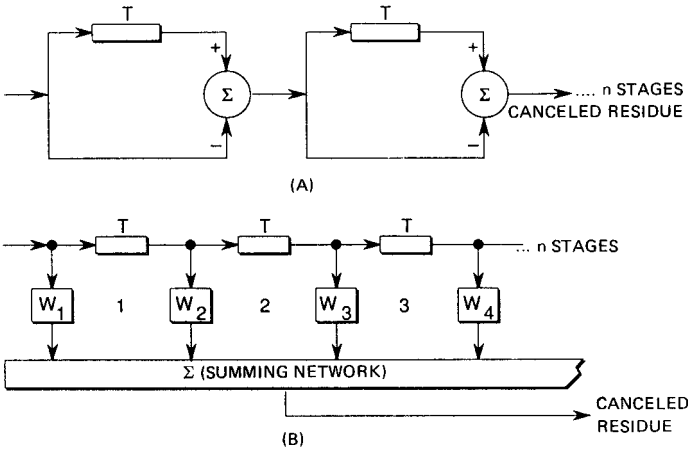 T T
+ +
Σ Σ .... n STAGES
CANCELED RESIDUE
− −
(A)
T T T
... n STAGES
W1 1 W2 2 W3 3 W4
Σ (SUMMING NETWORK)
CANCELED
RESIDUE
(B)